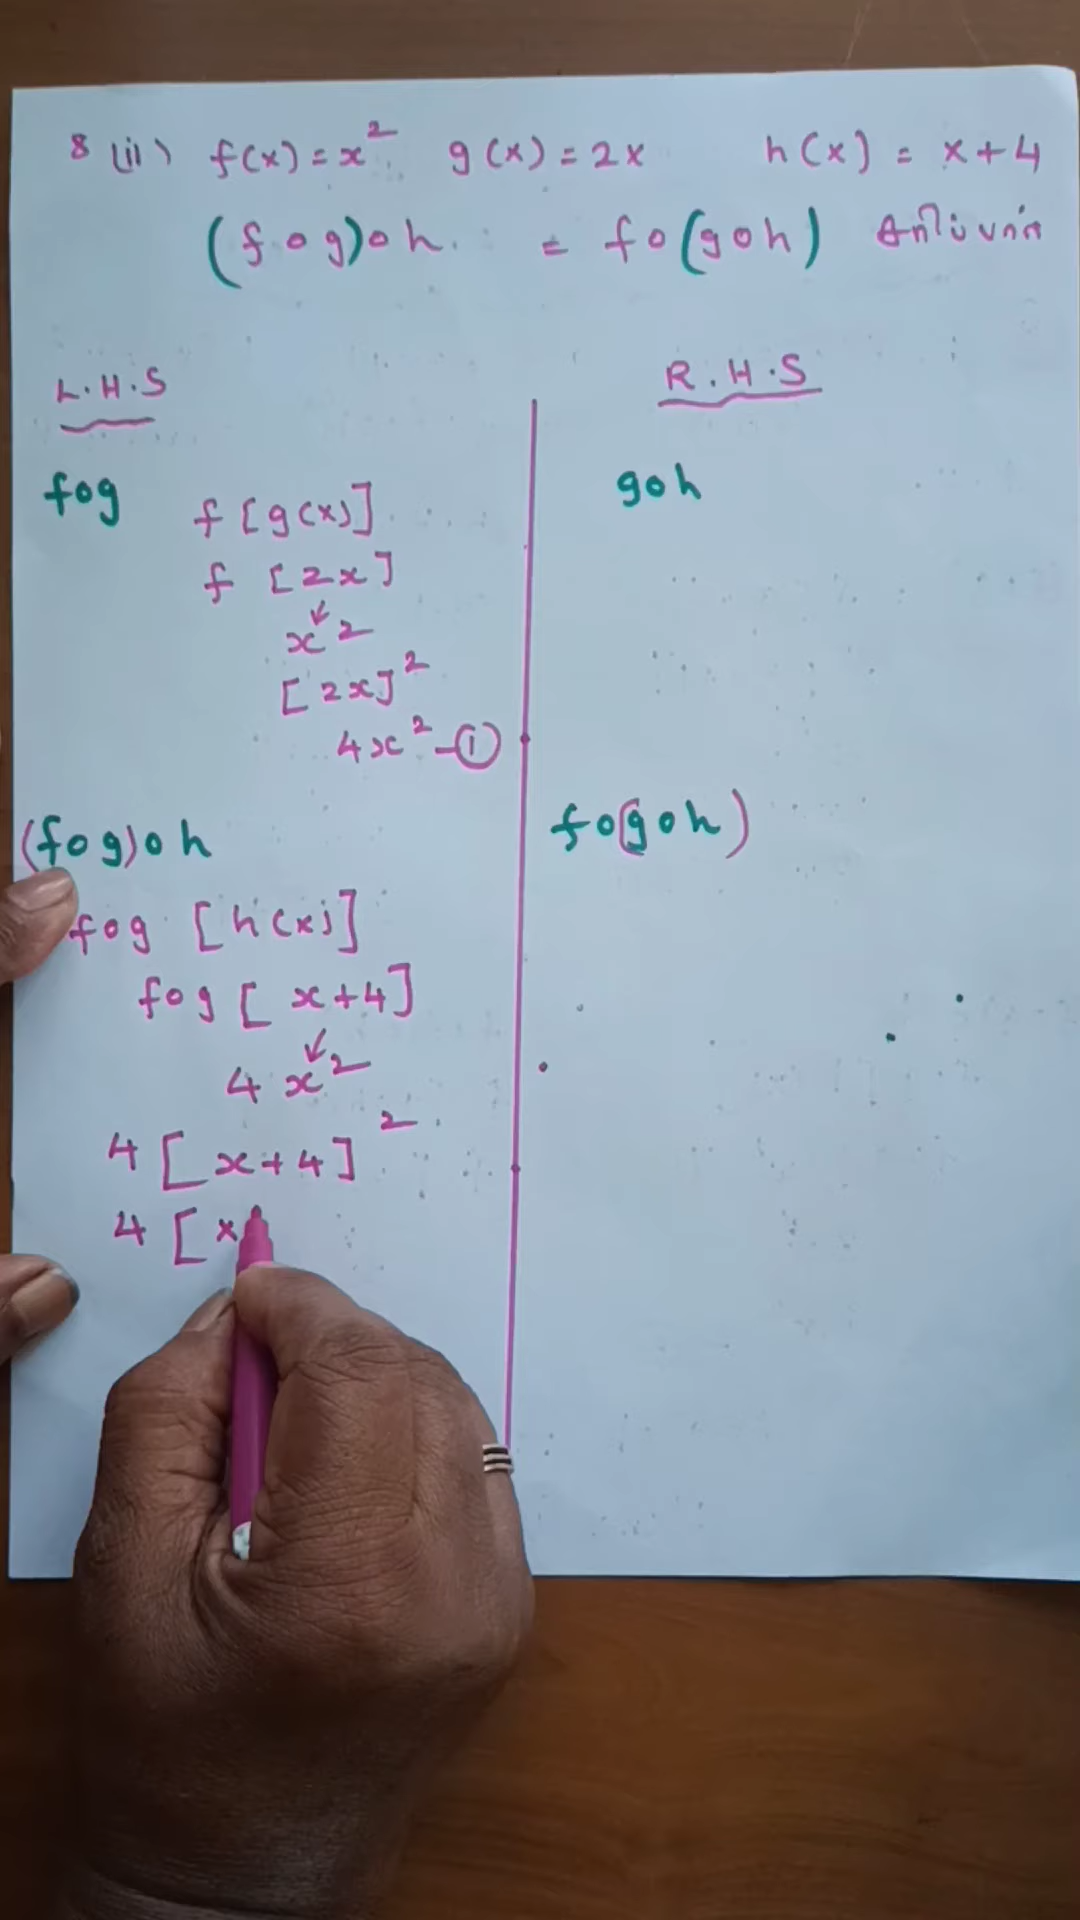 8 (ii) f(x) = x² g(x) = 2x h(x) = x+4
(fog)oh = fo(goh)
L.H.S
fog
f[g(x)]
f [2x]
x²
[2x]²
4x² - ①
(fog)oh
fog [h(x)]
fog [x+4]
4x²
4[x+4]²
4[x
R.H.S
goh
fo(goh)